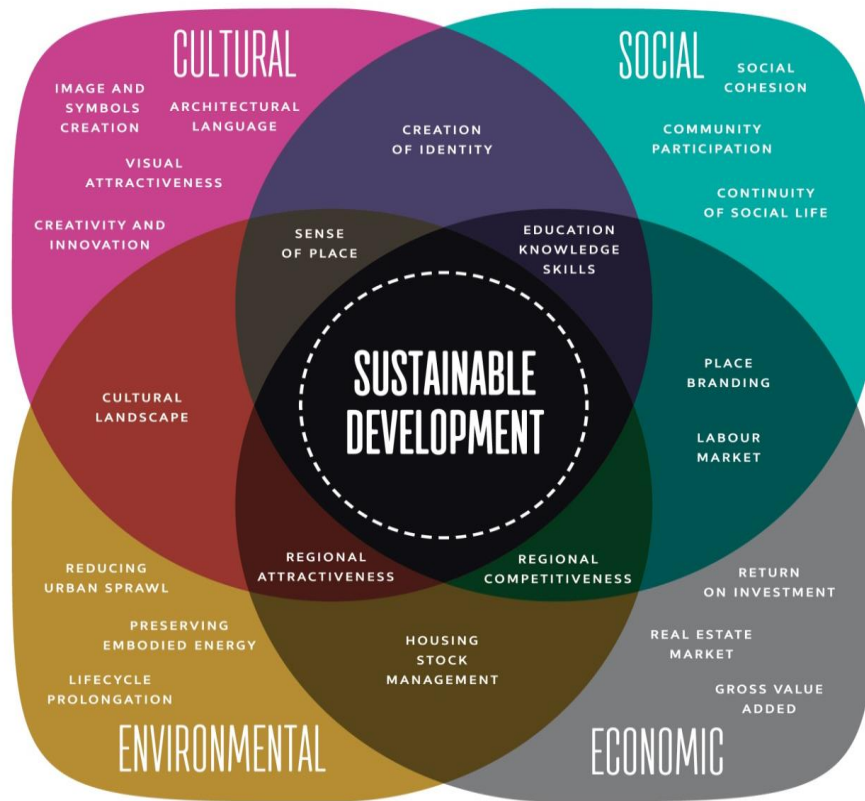 CULTURAL
IMAGE AND
SYMBOLS
CREATION
ARCHITECTURAL
LANGUAGE
VISUAL
ATTRACTIVENESS
CREATIVITY AND
INNOVATION
CREATION
OF IDENTITY
SOCIAL
SOCIAL
COHESION
COMMUNITY
PARTICIPATION
CONTINUITY
OF SOCIAL LIFE
SENSE
OF PLACE
EDUCATION
KNOWLEDGE
SKILLS
CULTURAL
LANDSCAPE
SUSTAINABLE
DEVELOPMENT
PLACE
BRANDING
LABOUR
MARKET
REGIONAL
ATTRACTIVENESS
REGIONAL
COMPETITIVENESS
REDUCING
URBAN SPRAWL
PRESERVING
EMBODIED ENERGY
LIFECYCLE
PROLONGATION
ENVIRONMENTAL
HOUSING
STOCK
MANAGEMENT
RETURN
ON INVESTMENT
REAL ESTATE
MARKET
GROSS VALUE
ADDED
ECONOMIC